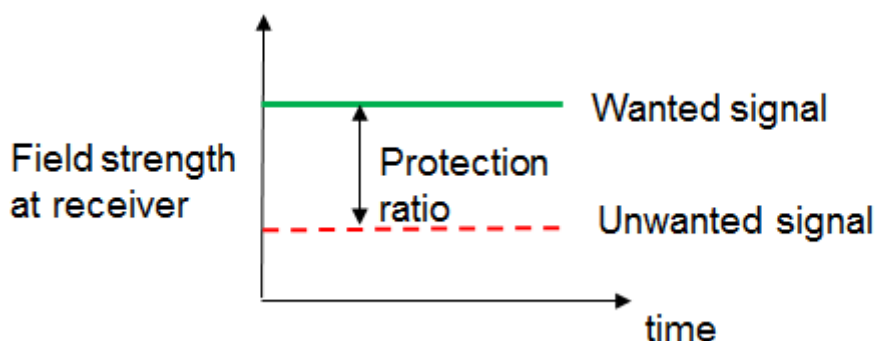 Wanted signal
Field strength
at receiver
Protection
ratio
Unwanted signal
time